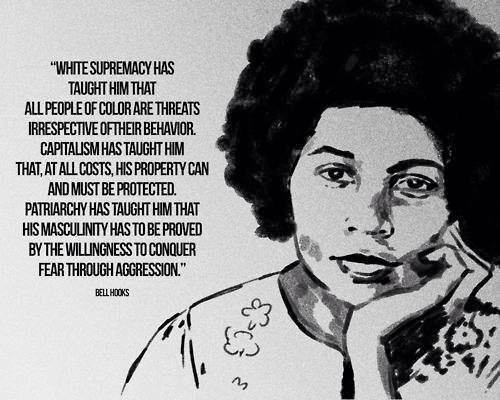 “WHITE SUPREMACY HAS
TAUGHT HIM THAT
ALL PEOPLE OF COLOR ARE THREATS
IRRESPECTIVE OFTHEIR BEHAVIOR.
CAPITALISM HAS TAUGHT HIM
THAT, AT ALL COSTS, HIS PROPERTY CAN
AND MUST BE PROTECTED.
PATRIARCHY HAS TAUGHT HIM THAT
HIS MASCULINITY HAS TO BE PROVED
BY THE WILLINGNESS TO CONQUER
FEAR THROUGH AGGRESSION.”
BELL HOOKS